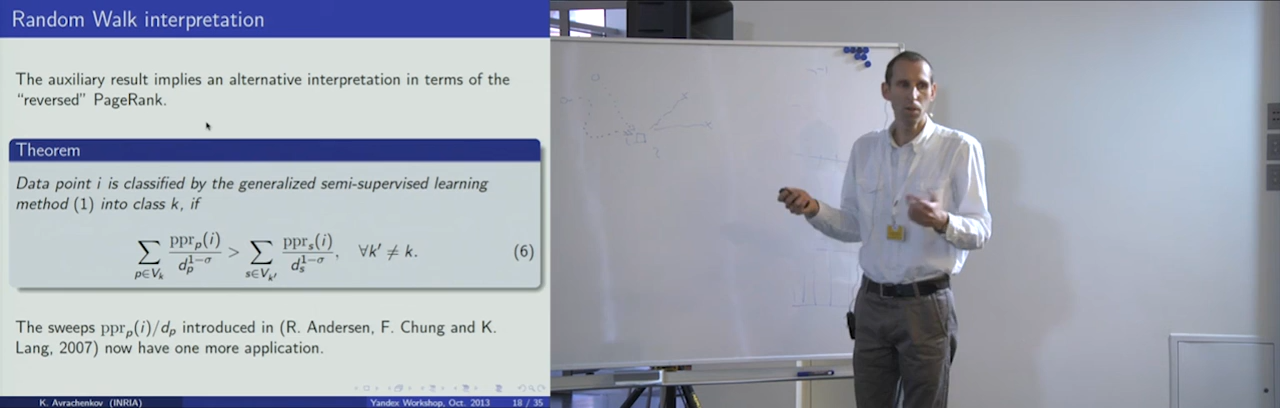 Random Walk interpretation
The auxiliary result implies an alternative interpretation in terms of the
“reversed” PageRank.
Theorem
Data point i is classified by the generalized semi-supervised learning
method (1) into class k, if
∑_{p∈V_k} ppr_p(i) / d_p^{1−σ} > ∑_{s∈V_{k′}} ppr_s(i) / d_s^{1−σ}, ∀k′ ≠ k. (6)
The sweeps ppr_p(i)/d_p introduced in (R. Andersen, F. Chung and K.
Lang, 2007) now have one more application.
K. Avrachenkov (INRIA) Yandex Workshop, Oct. 2013 18 / 35